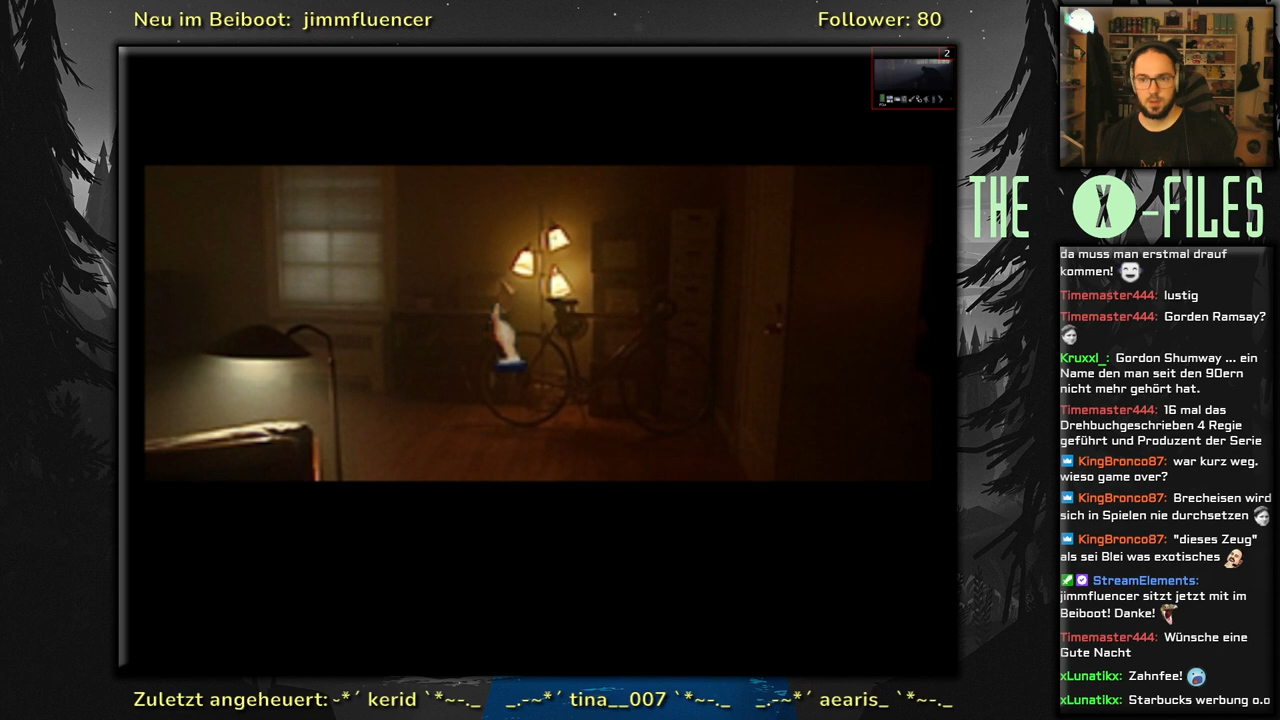 Neu im Beiboot: jimmfluencer
Follower: 80
2
THE X-FILES
da muss man erstmal drauf
kommen!
Timemaster444: lustig
Timemaster444: Gorden Ramsay?
Kruxxl_: Gordon Shumway ... ein
Name den man seit den 90ern
nicht mehr gehört hat.
Timemaster444: 16 mal das
Drehbuchgeschrieben 4 Regie
geführt und Produzent der Serie
KingBronco87: war kurz weg.
wieso game over?
KingBronco87: Brecheisen wird
sich in Spielen nie durchsetzen
KingBronco87: "dieses Zeug"
als sei Blei was exotisches
StreamElements:
jimmfluencer sitzt jetzt mit im
Beiboot! Danke!
Timemaster444: Wünsche eine
Gute Nacht
xLunatikx: Zahnfee!
xLunatikx: Starbucks werbung o.o
Zuletzt angeheuert: ~*´ kerid `*~-._ _.-~*´ tina__007 `*~-._ _.-~*´ aearis_ `*~-._